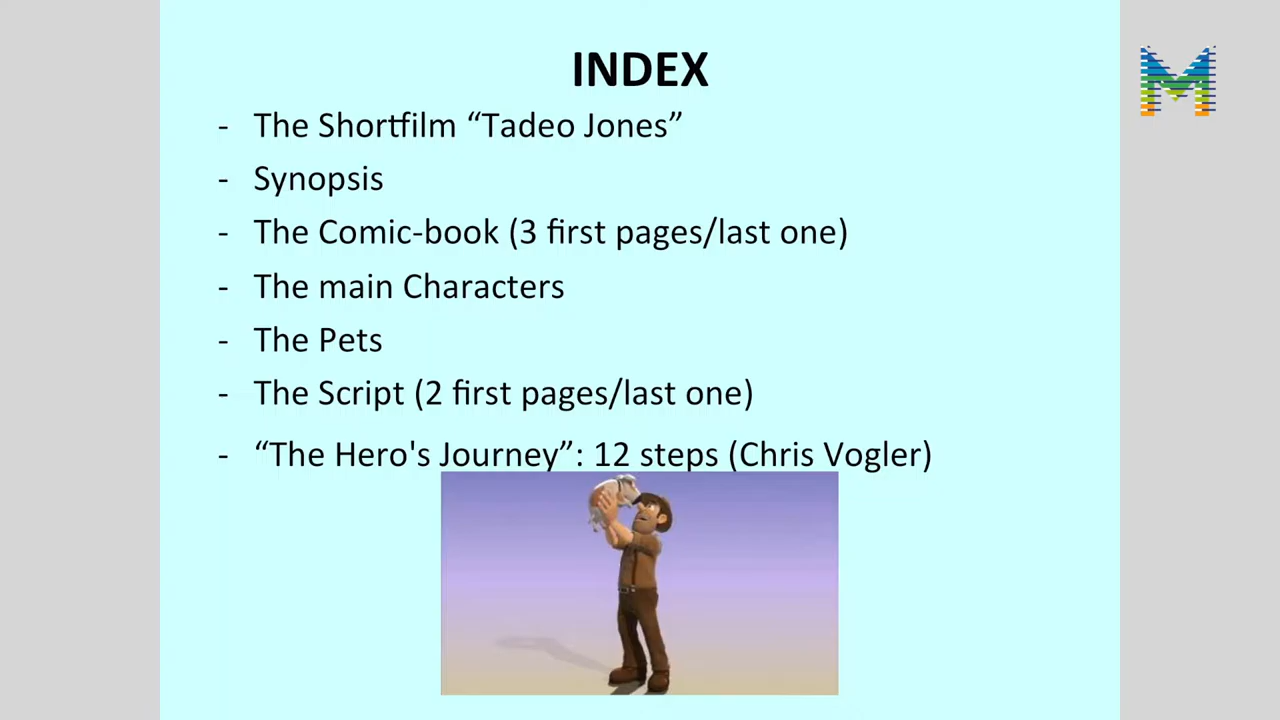 INDEX
- The Shortfilm “Tadeo Jones”
- Synopsis
- The Comic-book (3 first pages/last one)
- The main Characters
- The Pets
- The Script (2 first pages/last one)
- “The Hero's Journey”: 12 steps (Chris Vogler)
M